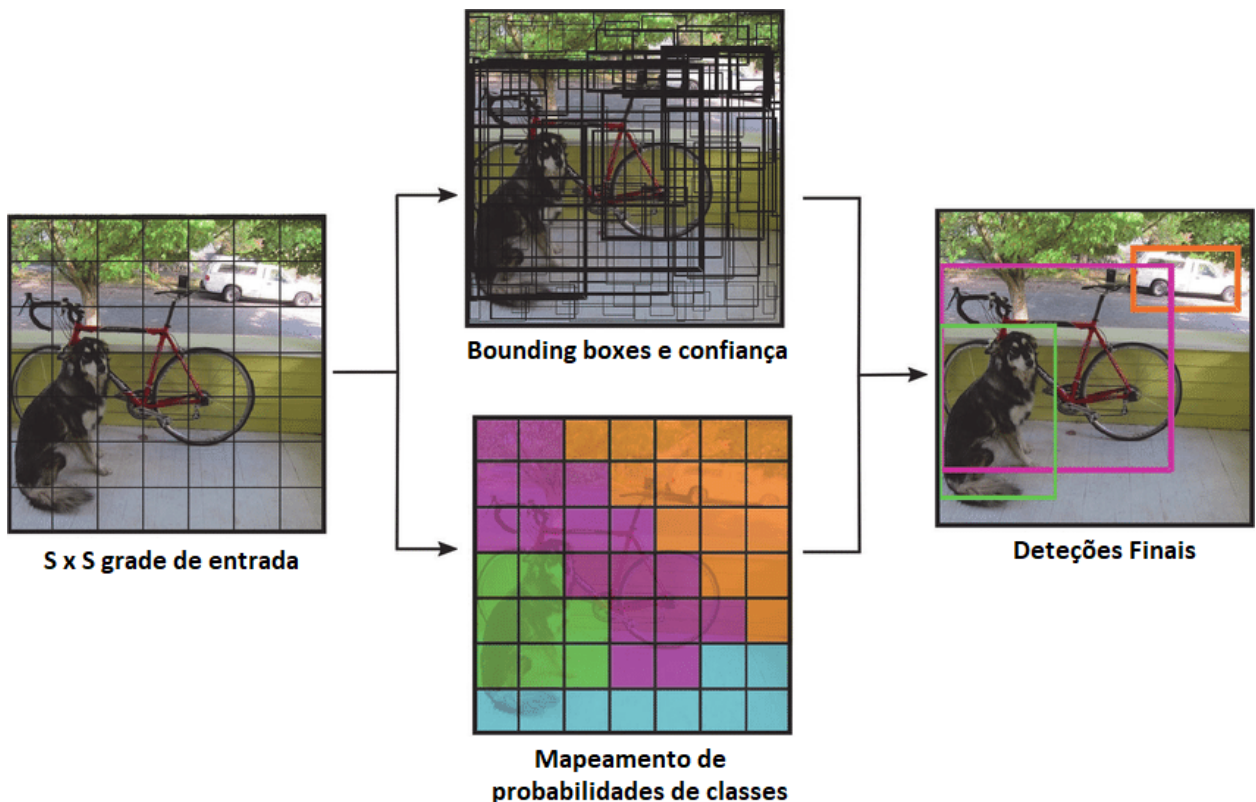 Bounding boxes e confiança
S x S grade de entrada
Deteções Finais
Mapeamento de
probabilidades de classes